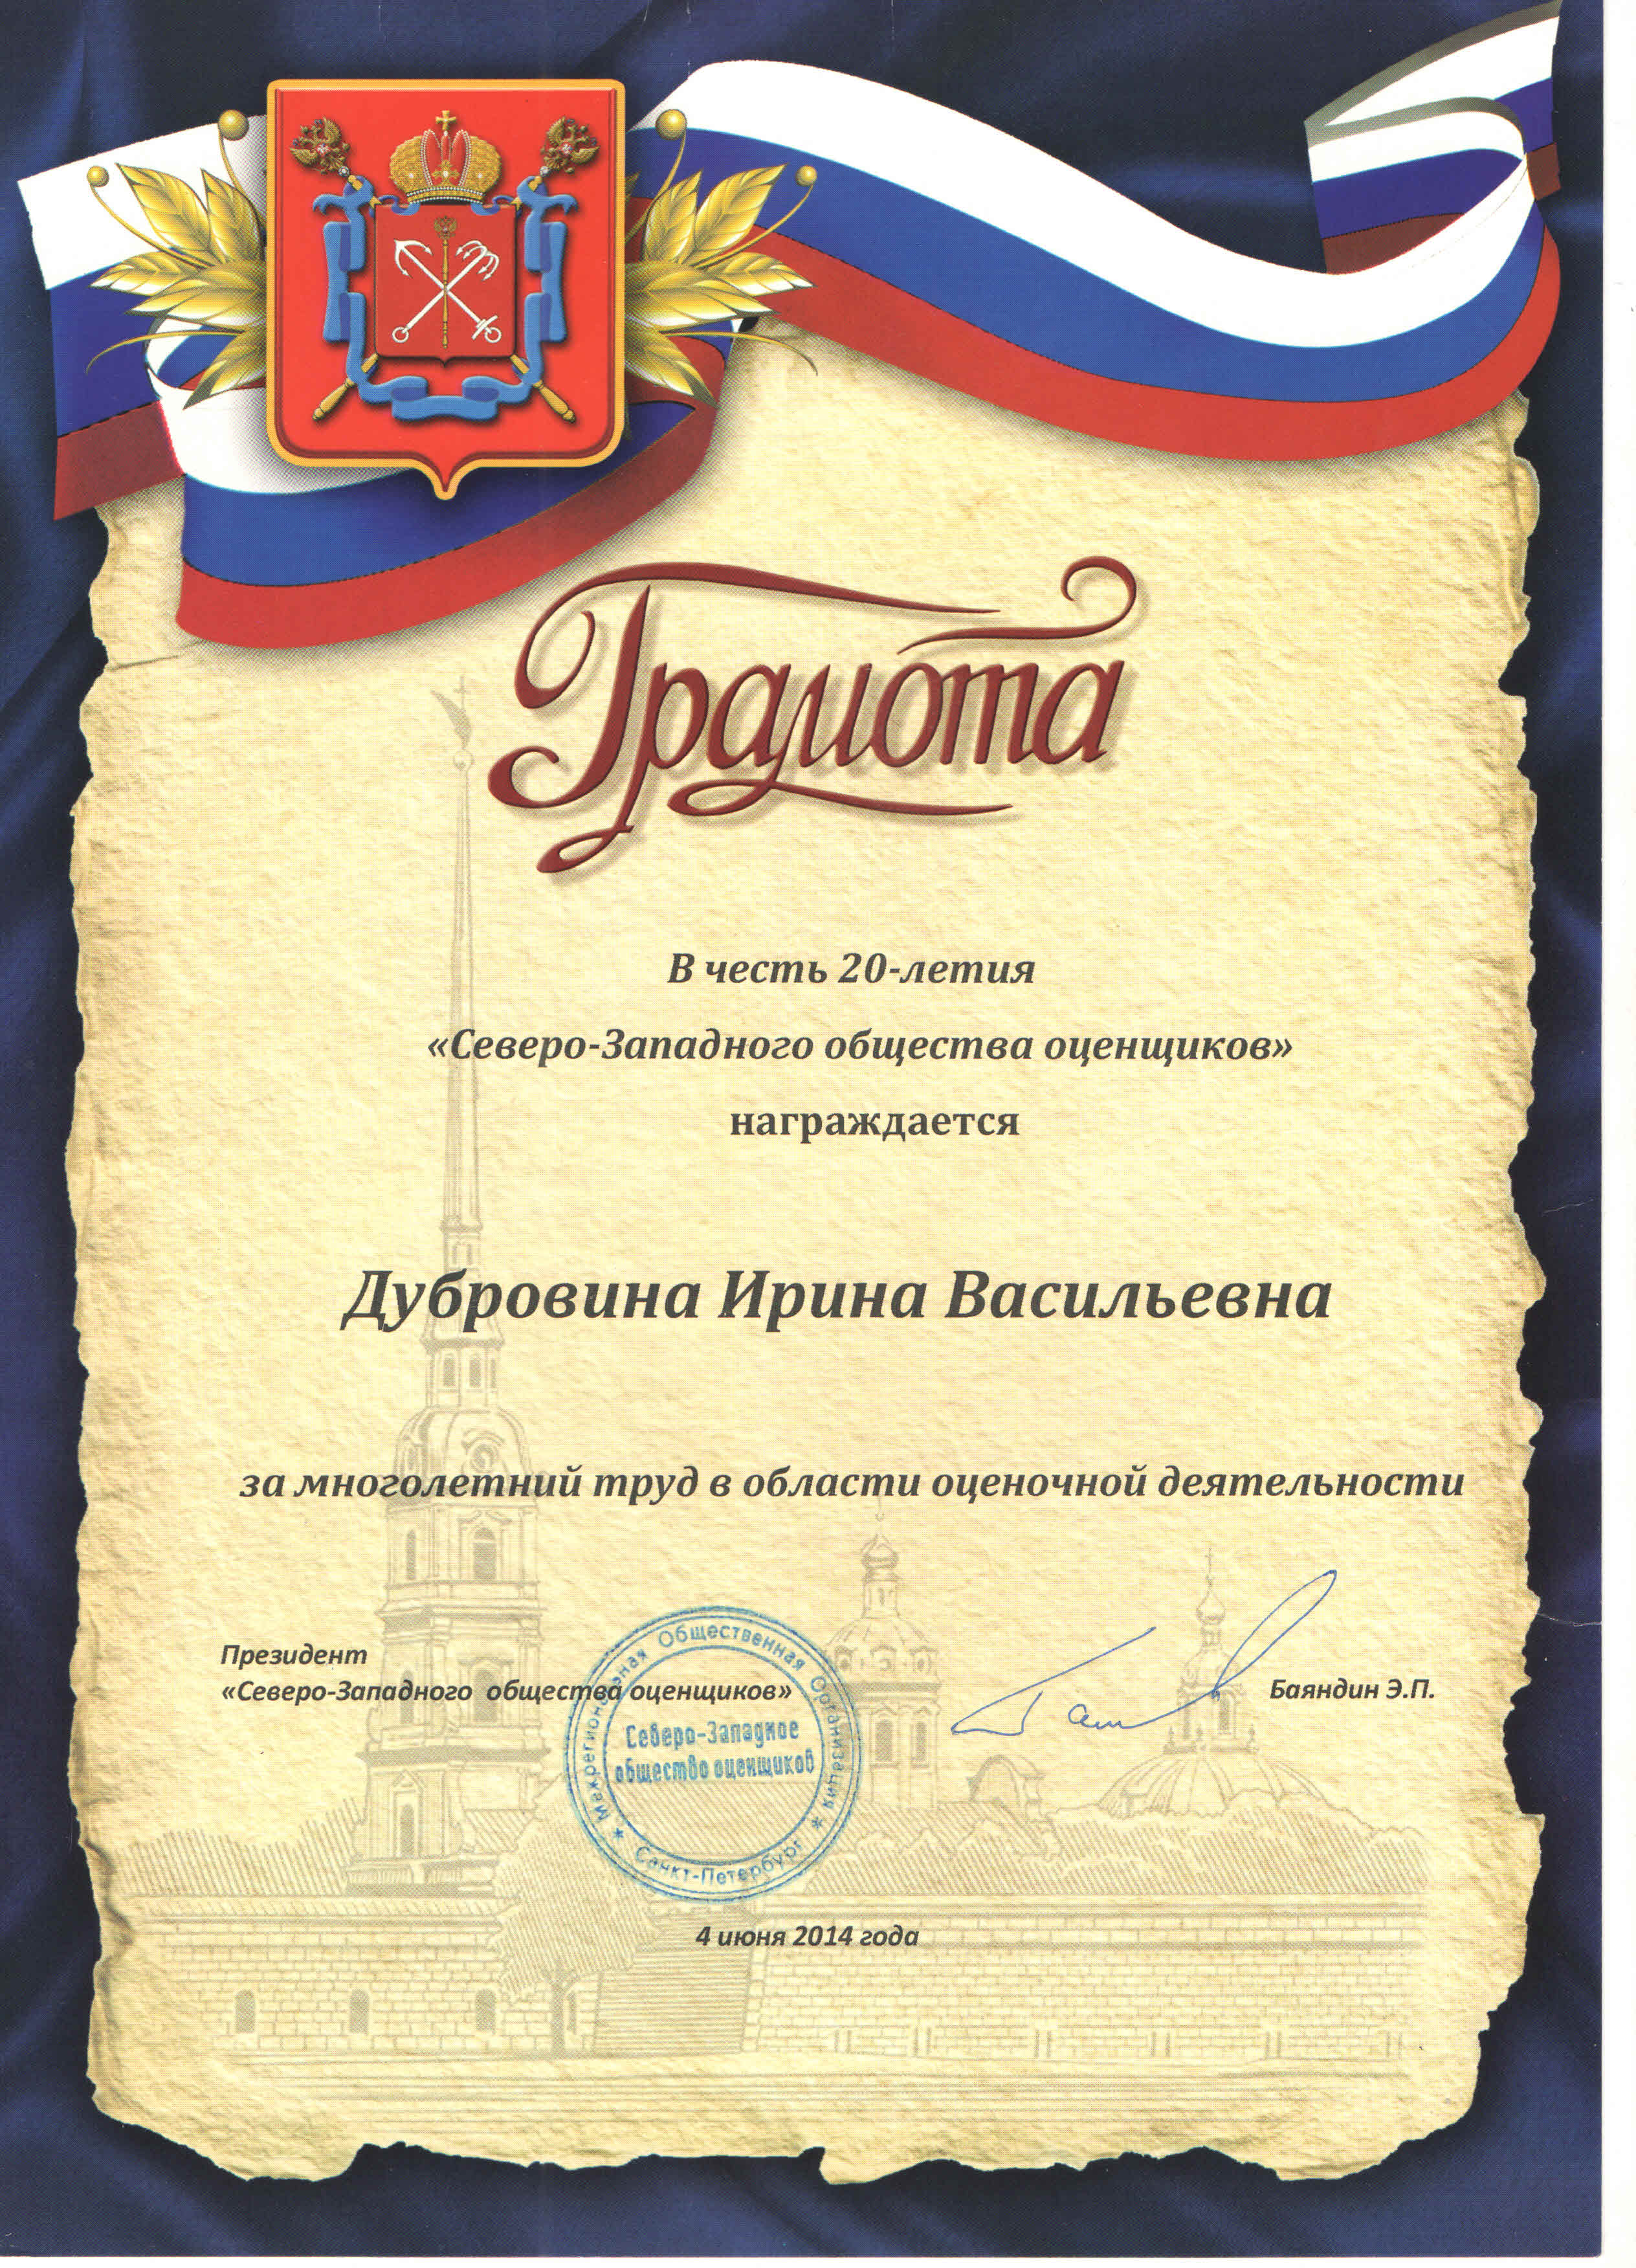 Грамота
В честь 20-летия
«Северо-Западного общества оценщиков»
награждается
Дубровина Ирина Васильевна
за многолетний труд в области оценочной деятельности
Президент
«Северо-Западного общества оценщиков»
Баяндин Э.П.
Межрегиональная Общественная Организация
Северо-Западное
общество оценщиков
* Санкт-Петербург *
4 июня 2014 года